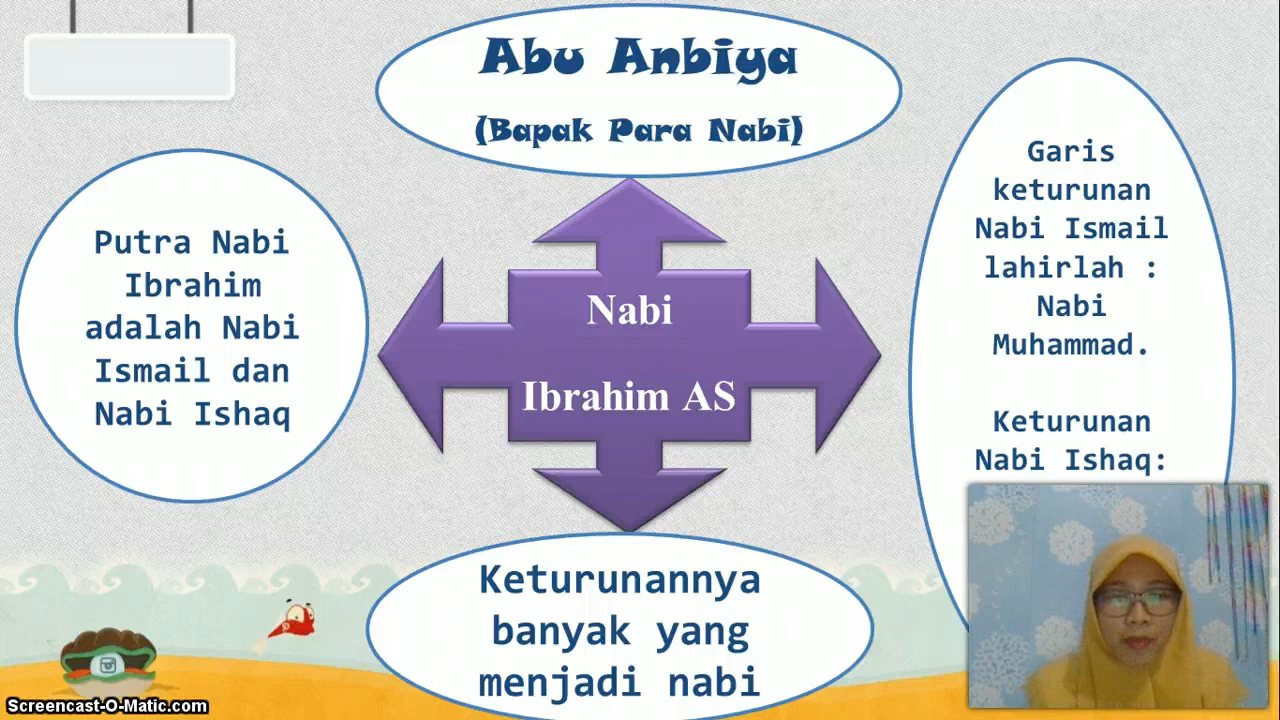 Abu Anbiya
(Bapak Para Nabi)
Putra Nabi
Ibrahim
adalah Nabi
Ismail dan
Nabi Ishaq
Nabi
Ibrahim AS
Garis
keturunan
Nabi Ismail
lahirlah :
Nabi
Muhammad.
Keturunan
Nabi Ishaq:
Keturunannya
banyak yang
menjadi nabi
Screencast-O-Matic.com